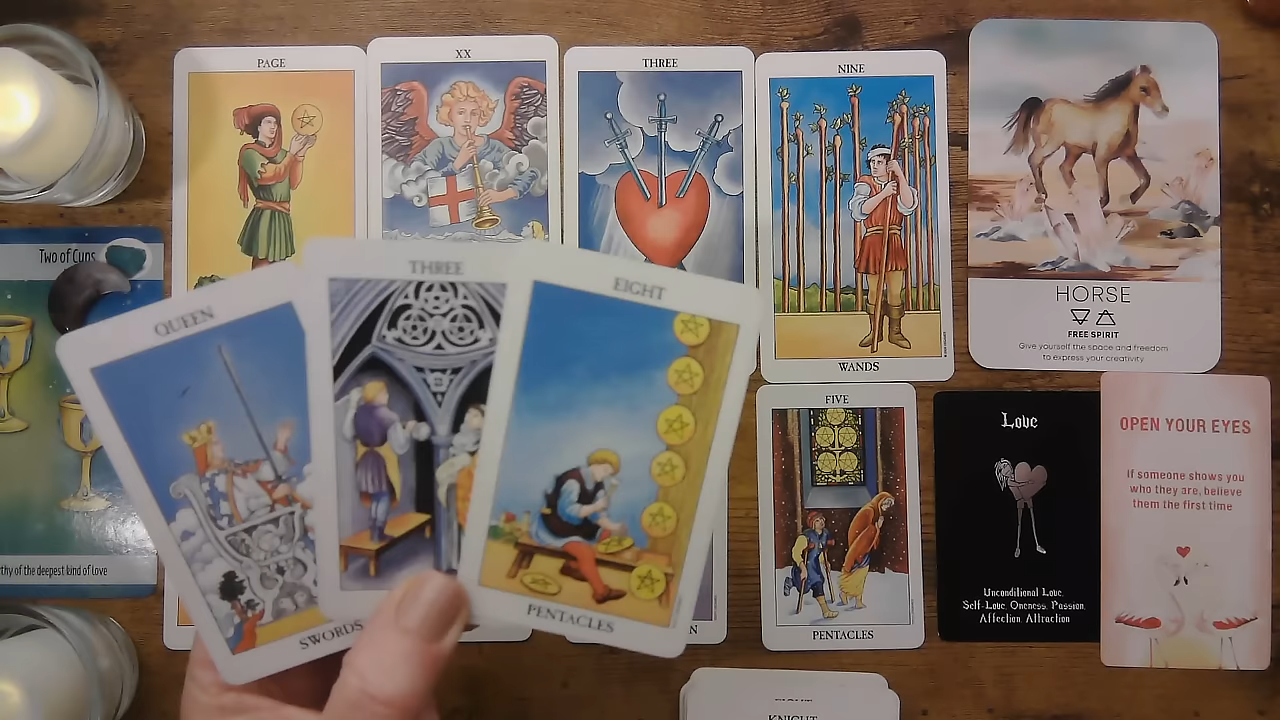 PAGE
XX
THREE
NINE
WANDS
HORSE
FREE SPIRIT
Give yourself the space and freedom
to express your creativity
Two of Cups
thy of the deepest kind of love
QUEEN
SWORDS
THREE
EIGHT
PENTACLES
N
FIVE
PENTACLES
Love
Unconditional Love,
Self-Love, Oneness, Passion,
Affection, Attraction
OPEN YOUR EYES
If someone shows you
who they are, believe
them the first time
KNIGHT